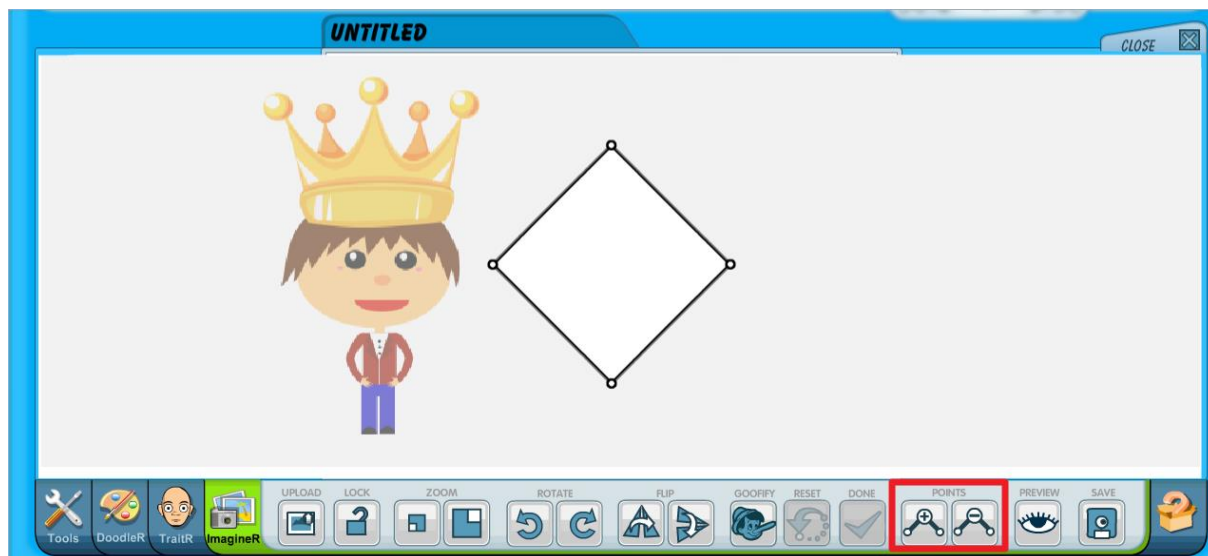 UNTITLED
CLOSE
UPLOAD LOCK ZOOM ROTATE FLIP GOOFIFY RESET DONE POINTS PREVIEW SAVE
Tools DoodleR TraitR ImagineR